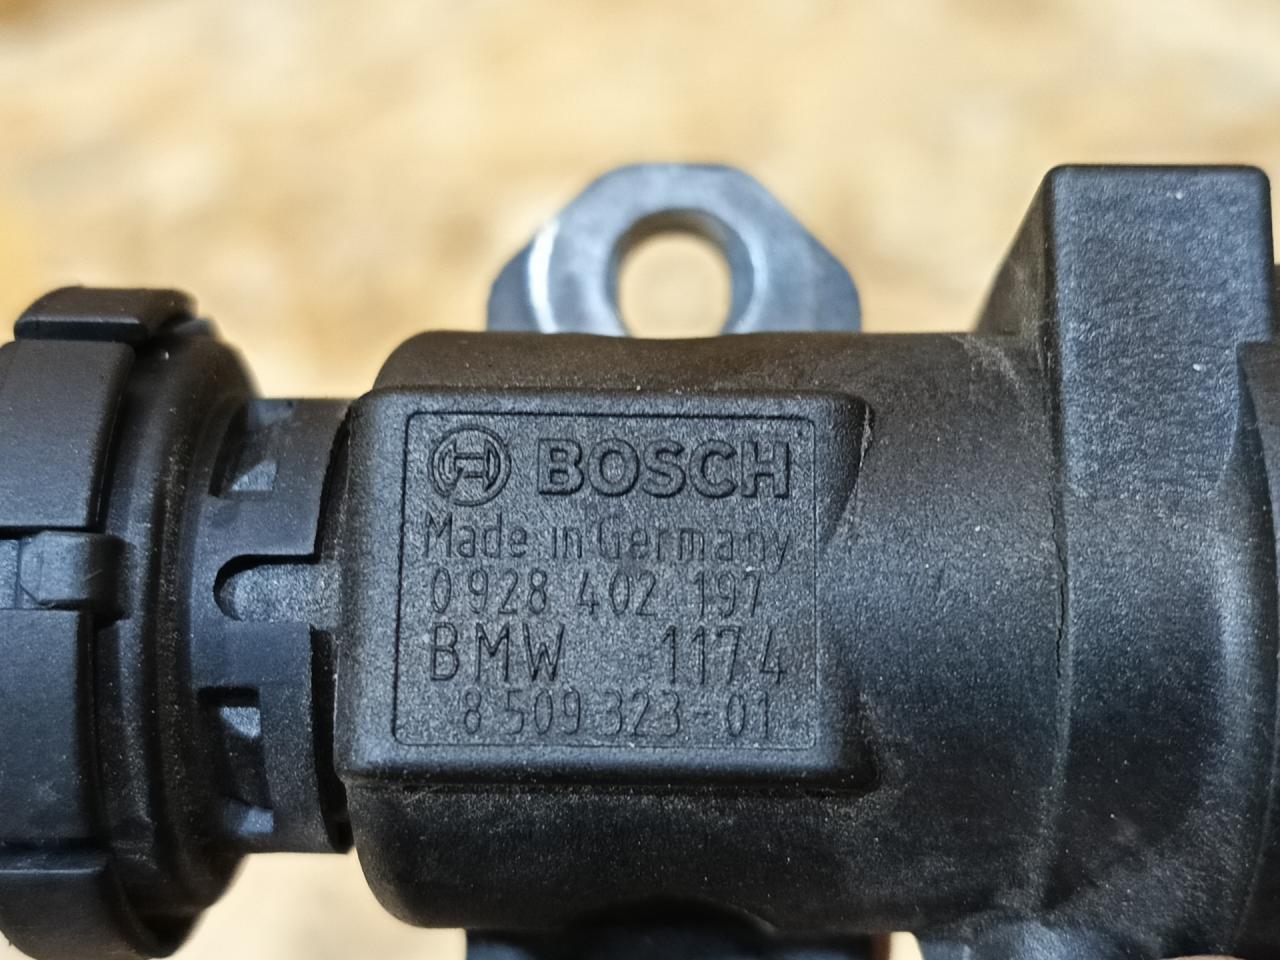 BOSCH
Made in Germany
0 928 402 197
BMW 1174
8 509 323-01